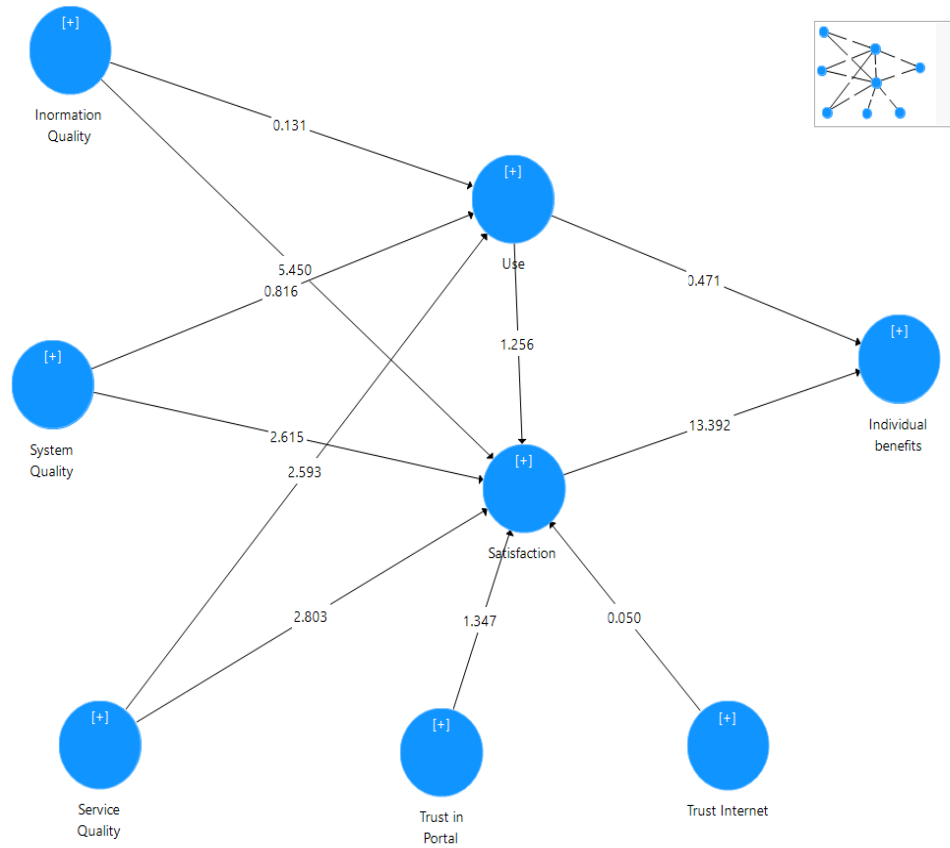 [+]
Inormation
Quality
0.131
[+]
Use
5.450
0.816
0.471
[+]
System
Quality
1.256
[+]
Individual
benefits
2.615
2.593
13.392
[+]
Satisfaction
2.803
1.347
0.050
[+]
Service
Quality
[+]
Trust in
Portal
[+]
Trust Internet